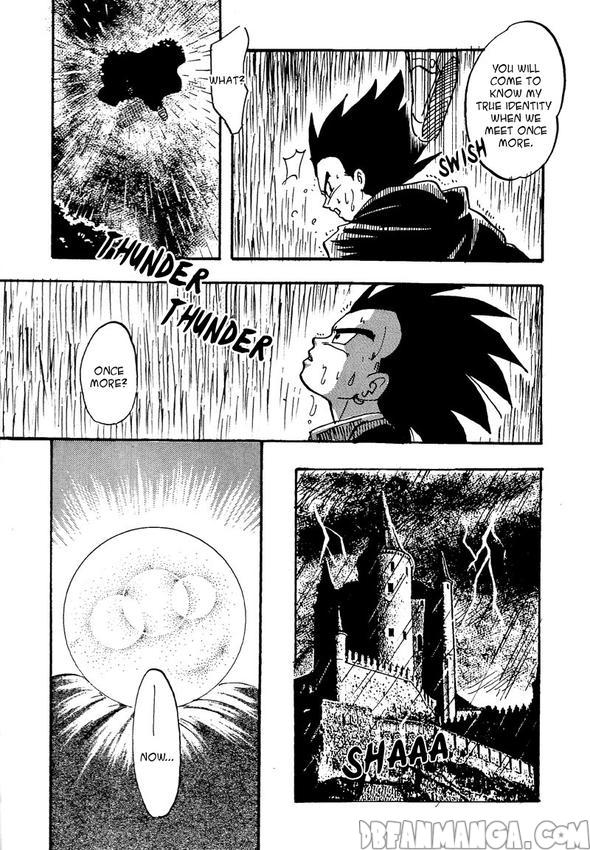 YOU WILL
COME TO
KNOW MY
TRUE IDENTITY
WHEN WE
MEET ONCE
MORE.
SWISH
WHAT?
THUNDER
THUNDER
ONCE
MORE?
SHAAA
NOW...
DBFANMANGA.COM